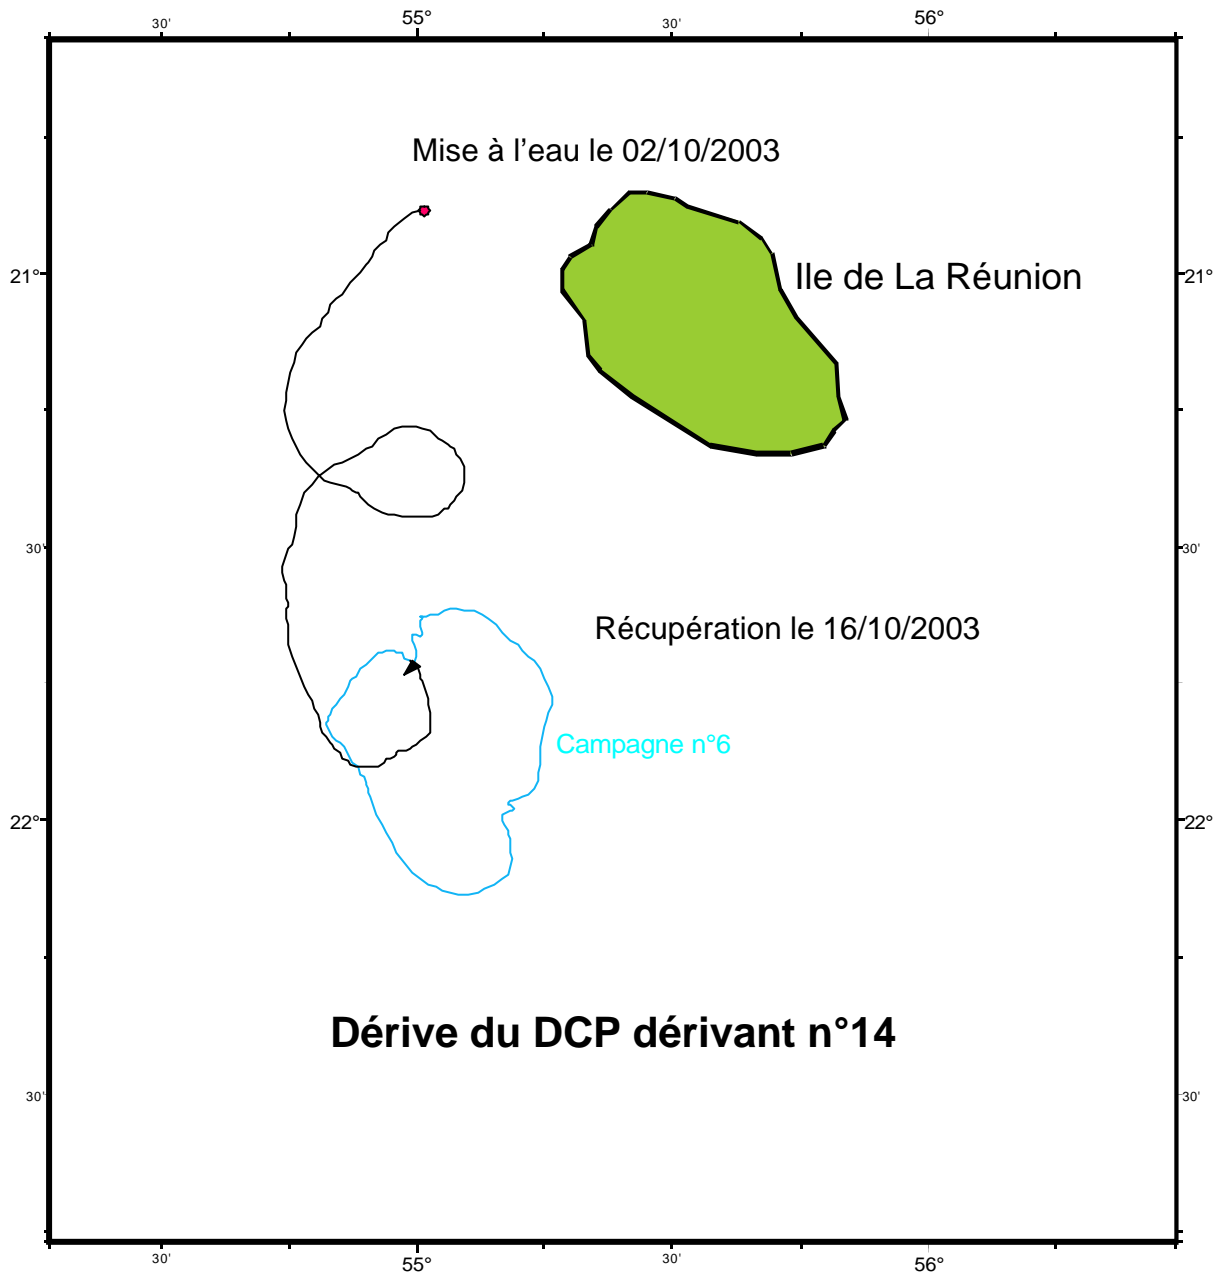 30' 55° 30' 56°
Mise à l'eau le 02/10/2003
Ile de La Réunion
21° 21°
30' 30'
Récupération le 16/10/2003
Campagne n°6
22° 22°
Dérive du DCP dérivant n°14
30' 30'
30' 55° 30' 56°